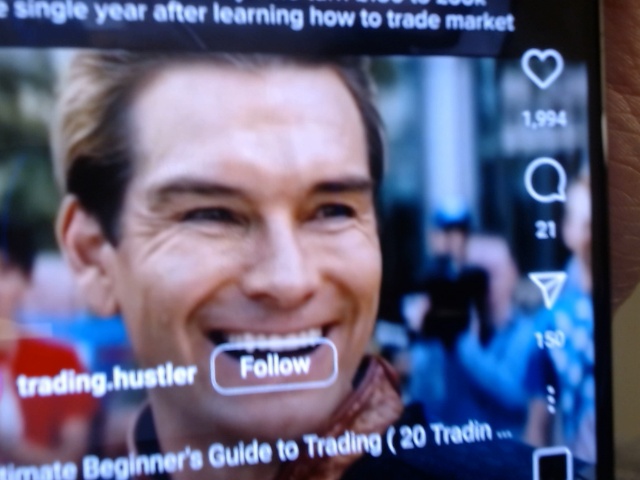 single year after learning how to trade market
1,994
21
150
trading.hustler
Follow
Beginner's Guide to Trading ( 20 Tradin ...